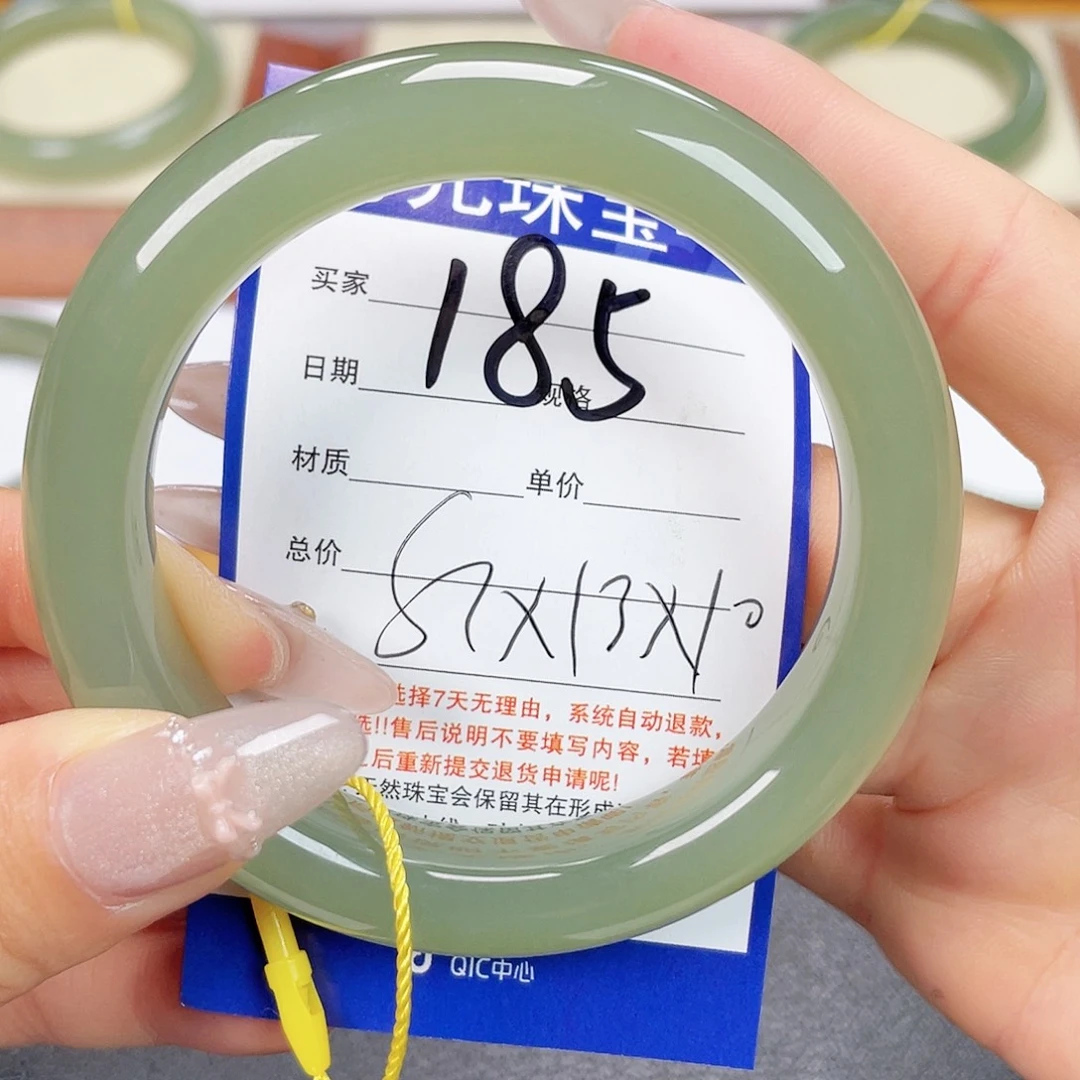 元珠宝
185
买家
日期 规格
材质 单价
总价
57X13X10
选择7天无理由，系统自动退款，
选!!售后说明不要填写内容，若填
后重新提交退货申请呢!
天然珠宝会保留其在形成
QIC中心